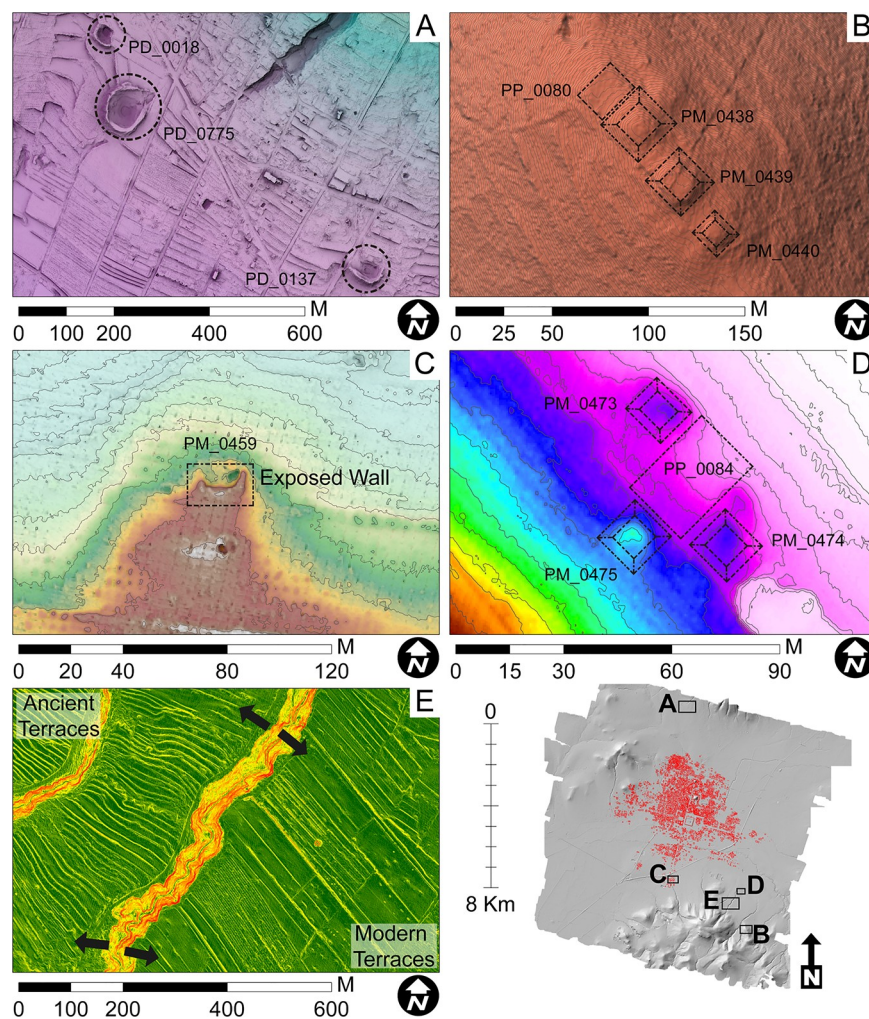 A
PD_0018
PD_0775
PD_0137
0 100 200 400 600 M
N
B
PP_0080
PM_0438
PM_0439
PM_0440
0 25 50 100 150 M
N
C
PM_0459
Exposed Wall
0 20 40 80 120 M
N
D
PM_0473
PP_0084
PM_0474
PM_0475
0 15 30 60 90 M
N
E
Ancient
Terraces
Modern
Terraces
0 100 200 400 600 M
N
0
8 Km
A
C
D
E
B
N